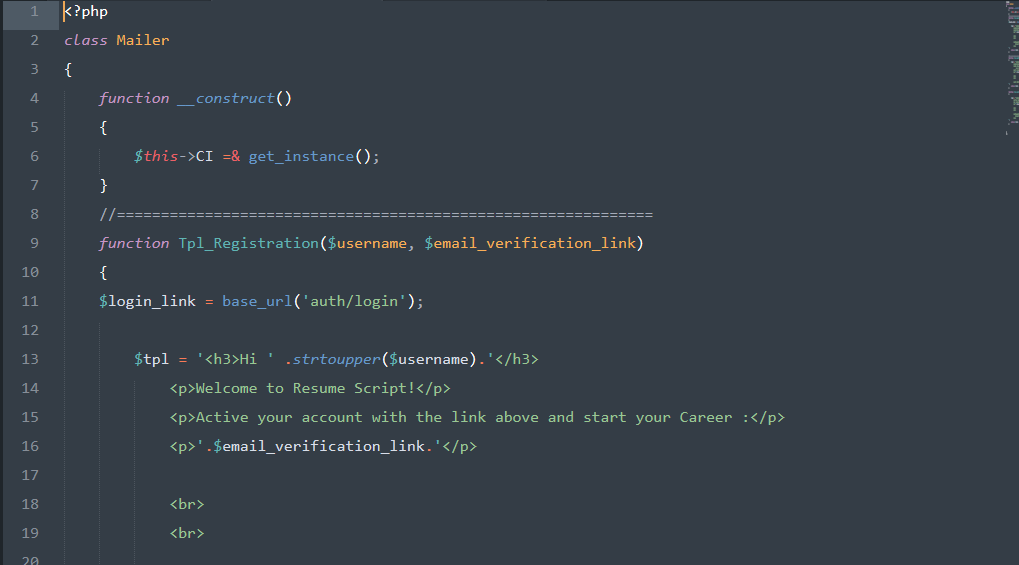 1 <?php
2 class Mailer
3 {
4 function __construct()
5 {
6 $this->CI =& get_instance();
7 }
8 //=============================================================
9 function Tpl_Registration($username, $email_verification_link)
10 {
11 $login_link = base_url('auth/login');
12
13 $tpl = '<h3>Hi ' .strtoupper($username).'</h3>
14 <p>Welcome to Resume Script!</p>
15 <p>Active your account with the link above and start your Career :</p>
16 <p>'.$email_verification_link.'</p>
17
18 <br>
19 <br>
20